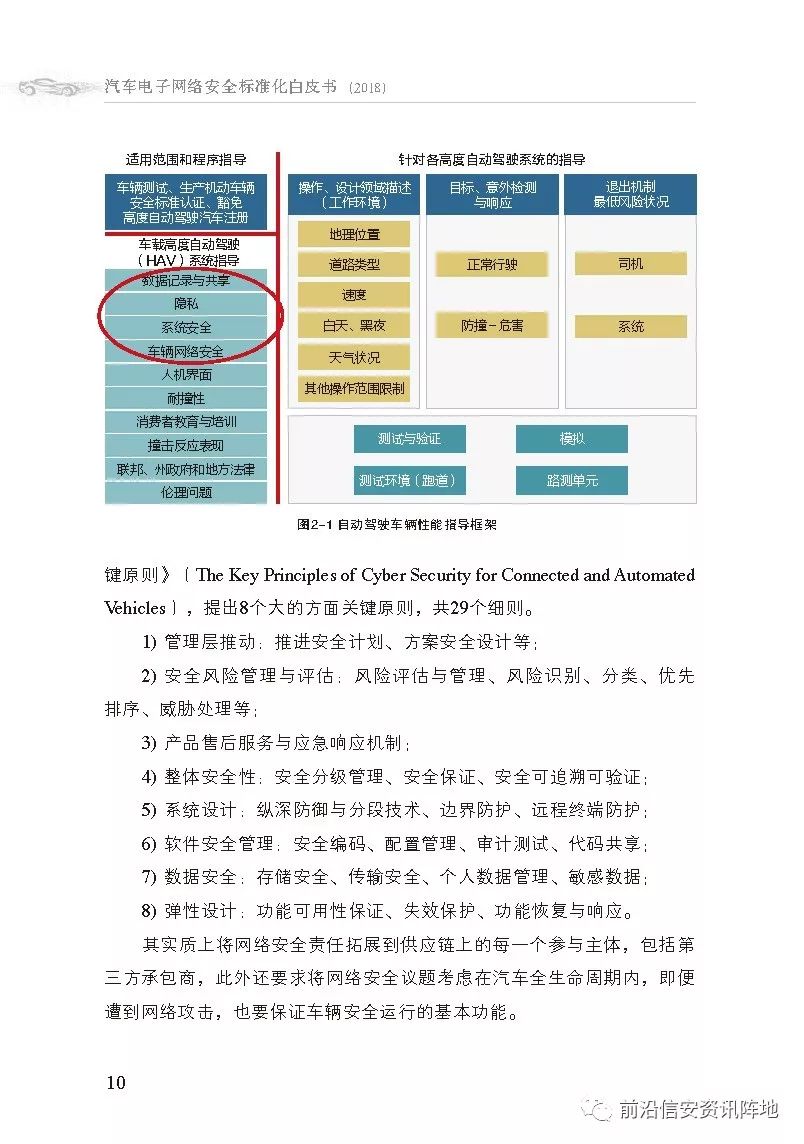 汽车电子网络安全标准化白皮书 (2018)
适用范围和程序指导
车辆测试、生产机动车辆
安全标准认证、豁免
高度自动驾驶汽车注册
车载高度自动驾驶
（HAV）系统指导
数据记录与共享
隐私
系统安全
车辆网络安全
人机界面
耐撞性
消费者教育与培训
撞击反应表现
联邦、州政府和地方法律
伦理问题
针对各高度自动驾驶系统的指导
操作、设计领域描述
（工作环境）
地理位置
道路类型
速度
白天、黑夜
天气状况
其他操作范围限制
目标、意外检测
与响应
正常行驶
防撞－危害
退出机制
最低风险状况
司机
系统
测试与验证
模拟
测试环境（跑道）
路测单元
图2-1 自动驾驶车辆性能指导框架
键原则》（The Key Principles of Cyber Security for Connected and Automated
Vehicles），提出8个大的方面关键原则，共29个细则。
1) 管理层推动：推进安全计划、方案安全设计等；
2) 安全风险管理与评估：风险评估与管理、风险识别、分类、优先
排序、威胁处理等；
3) 产品售后服务与应急响应机制；
4) 整体安全性：安全分级管理、安全保证、安全可追溯可验证；
5) 系统设计：纵深防御与分段技术、边界防护、远程终端防护；
6) 软件安全管理：安全编码、配置管理、审计测试、代码共享；
7) 数据安全：存储安全、传输安全、个人数据管理、敏感数据；
8) 弹性设计：功能可用性保证、失效保护、功能恢复与响应。
其实质上将网络安全责任拓展到供应链上的每一个参与主体，包括第
三方承包商，此外还要求将网络安全议题考虑在汽车全生命周期内，即便
遭到网络攻击，也要保证车辆安全运行的基本功能。
10
前沿信安资讯阵地